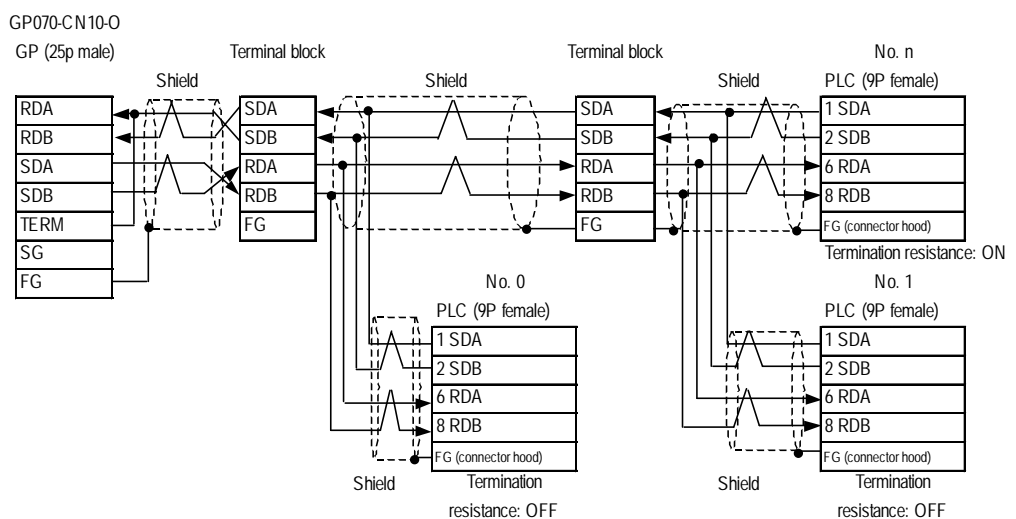 GP070-CN10-O
GP (25p male) Terminal block Terminal block No. n
Shield Shield Shield PLC (9P female)
RDA SDA SDA 1 SDA
RDB SDB SDB 2 SDB
SDA RDA RDA 6 RDA
SDB RDB RDB 8 RDB
TERM FG FG FG (connector hood)
SG Termination resistance: ON
FG No. 0 No. 1
PLC (9P female) PLC (9P female)
1 SDA 1 SDA
2 SDB 2 SDB
6 RDA 6 RDA
8 RDB 8 RDB
FG (connector hood) FG (connector hood)
Shield Termination Shield Termination
resistance: OFF resistance: OFF